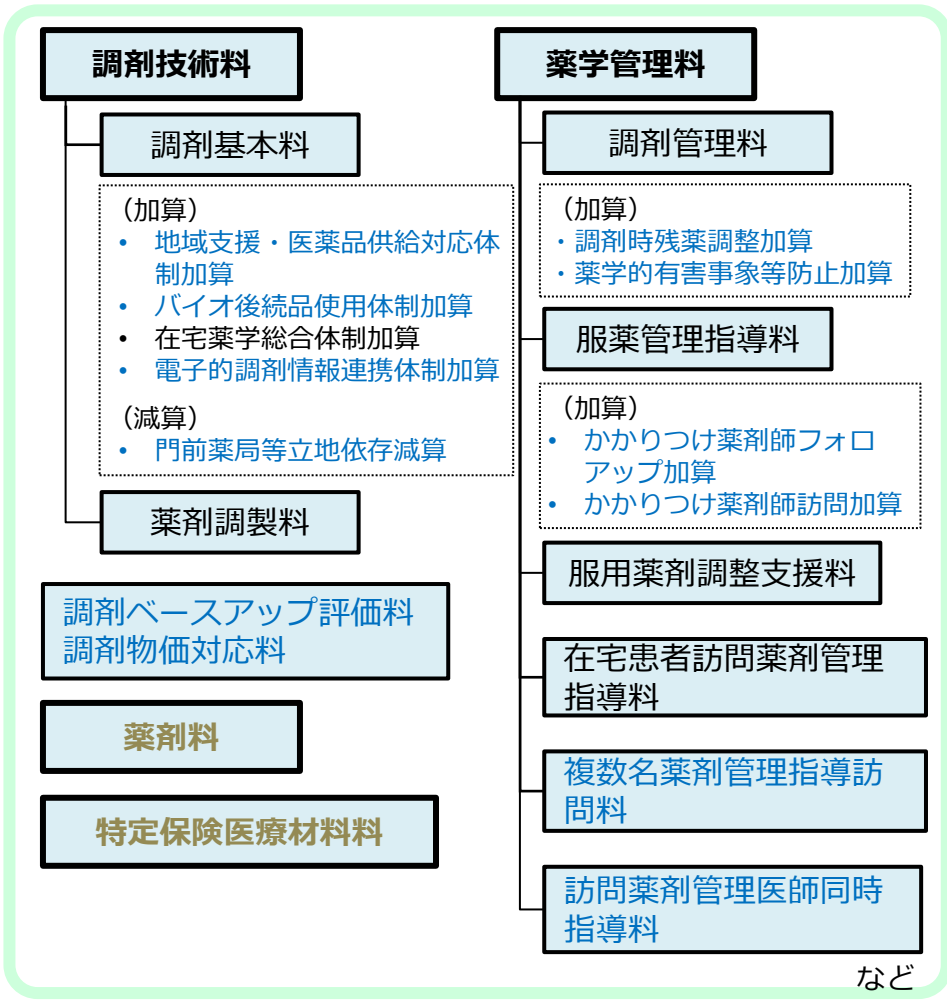 調剤技術料
調剤基本料
（加算）
• 地域支援・医薬品供給対応体
制加算
• バイオ後続品使用体制加算
• 在宅薬学総合体制加算
• 電子的調剤情報連携体制加算
（減算）
• 門前薬局等立地依存減算
薬剤調製料
調剤ベースアップ評価料
調剤物価対応料
薬剤料
特定保険医療材料料
薬学管理料
調剤管理料
（加算）
・調剤時残薬調整加算
・薬学的有害事象等防止加算
服薬管理指導料
（加算）
• かかりつけ薬剤師フォロ
アップ加算
• かかりつけ薬剤師訪問加算
服用薬剤調整支援料
在宅患者訪問薬剤管理
指導料
複数名薬剤管理指導訪
問料
訪問薬剤管理医師同時
指導料
など